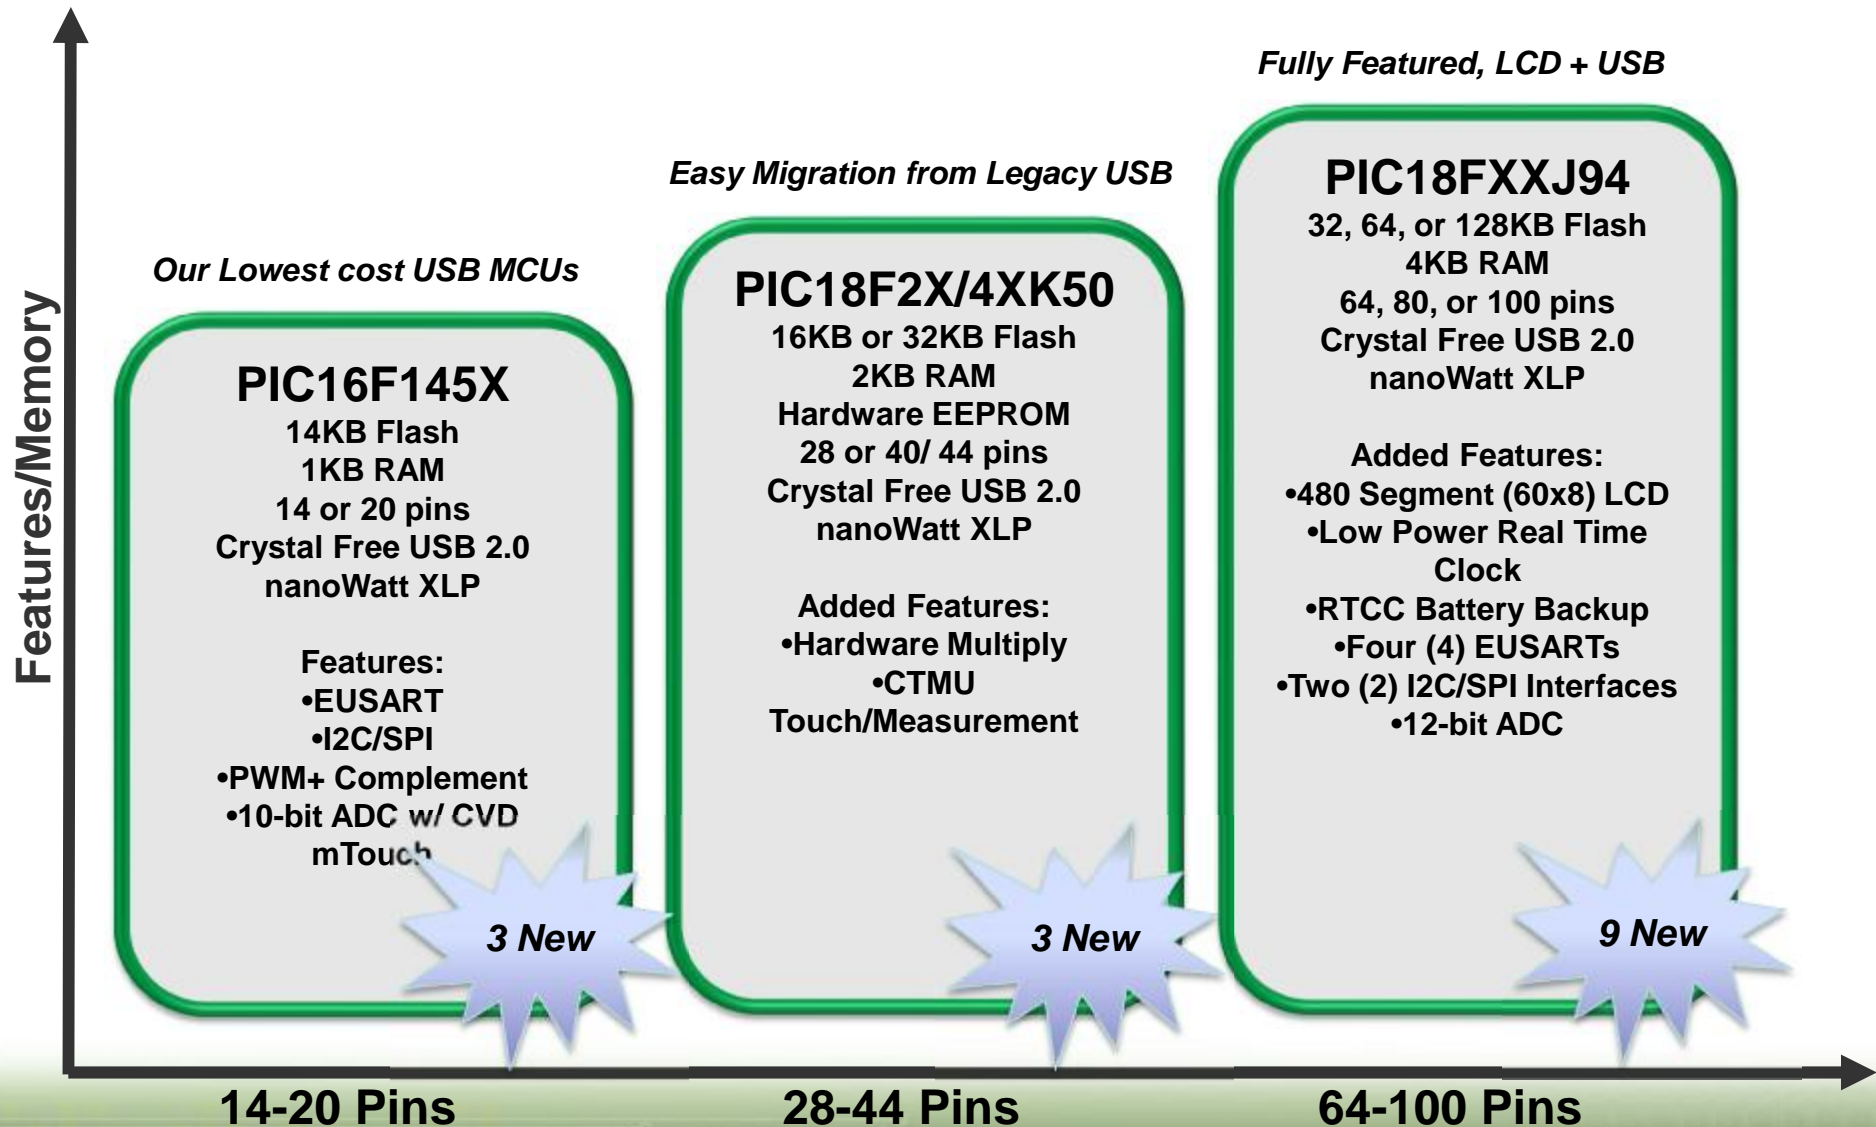 Features/Memory
Our Lowest cost USB MCUs
PIC16F145X
14KB Flash
1KB RAM
14 or 20 pins
Crystal Free USB 2.0
nanoWatt XLP
Features:
•EUSART
•I2C/SPI
•PWM+ Complement
•10-bit ADC w/ CVD
mTouch
3 New
14-20 Pins
Easy Migration from Legacy USB
PIC18F2X/4XK50
16KB or 32KB Flash
2KB RAM
Hardware EEPROM
28 or 40/ 44 pins
Crystal Free USB 2.0
nanoWatt XLP
Added Features:
•Hardware Multiply
•CTMU
Touch/Measurement
3 New
28-44 Pins
Fully Featured, LCD + USB
PIC18FXXJ94
32, 64, or 128KB Flash
4KB RAM
64, 80, or 100 pins
Crystal Free USB 2.0
nanoWatt XLP
Added Features:
•480 Segment (60x8) LCD
•Low Power Real Time
Clock
•RTCC Battery Backup
•Four (4) EUSARTs
•Two (2) I2C/SPI Interfaces
•12-bit ADC
9 New
64-100 Pins